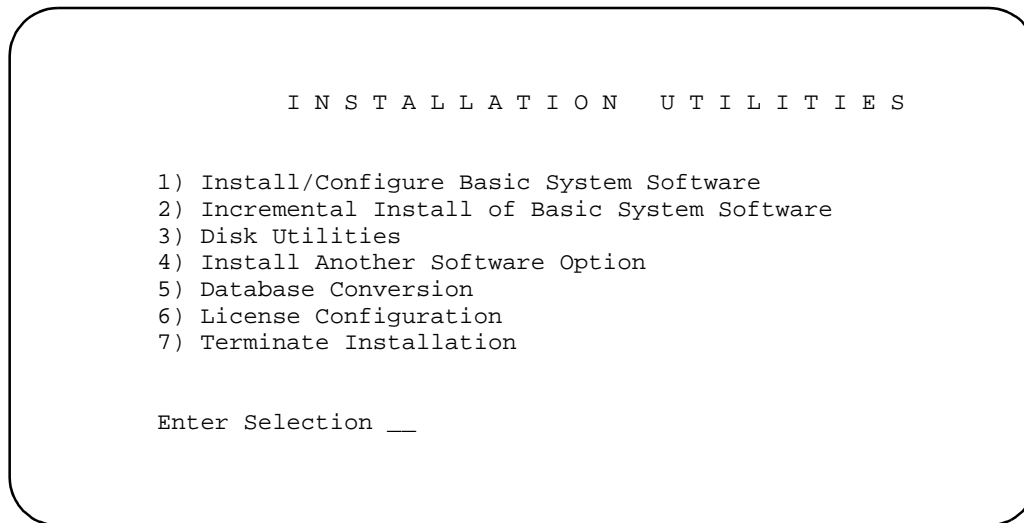 I N S T A L L A T I O N   U T I L I T I E S
1) Install/Configure Basic System Software
2) Incremental Install of Basic System Software
3) Disk Utilities
4) Install Another Software Option
5) Database Conversion
6) License Configuration
7) Terminate Installation
Enter Selection __